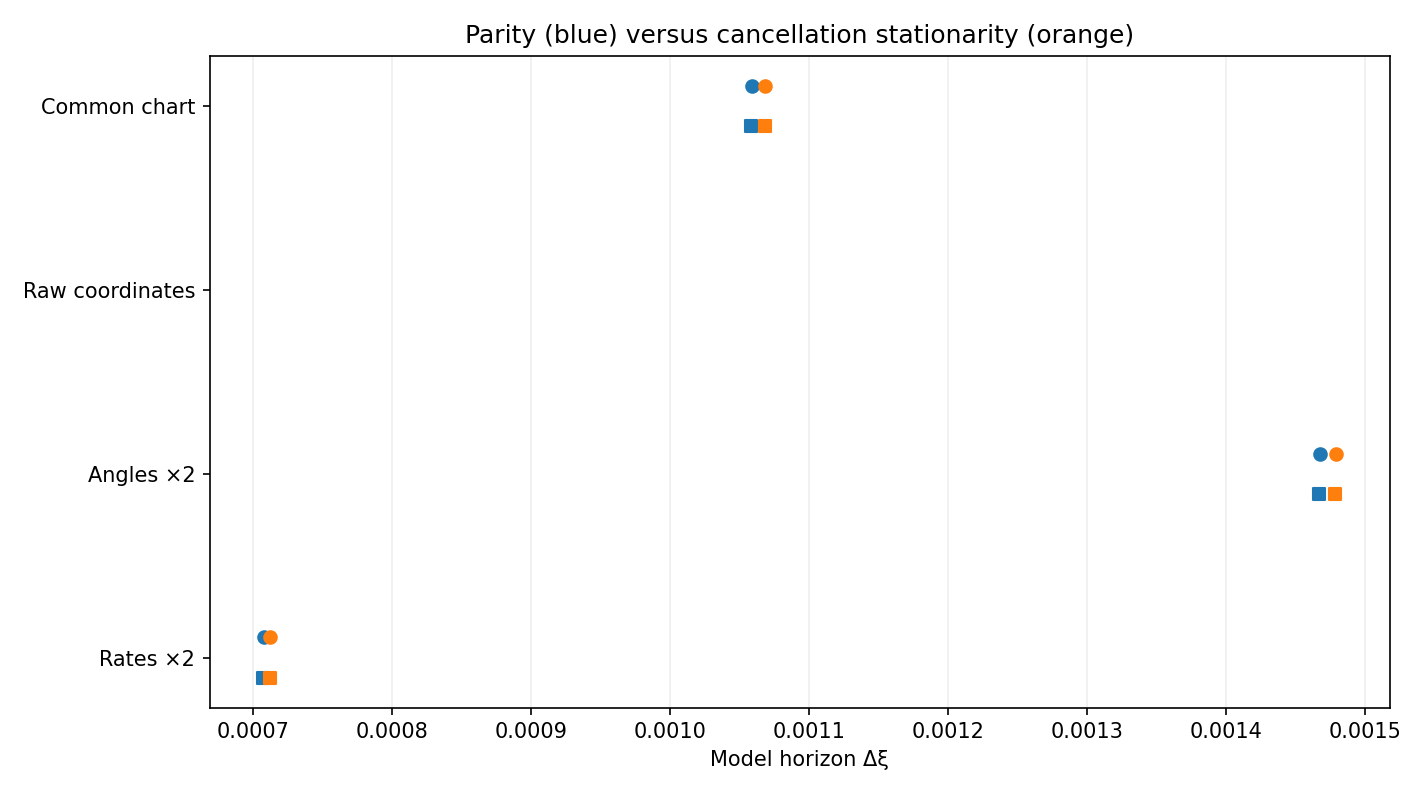 Parity (blue) versus cancellation stationarity (orange)
Common chart
Raw coordinates
Angles ×2
Rates ×2
0.0007 0.0008 0.0009 0.0010 0.0011 0.0012 0.0013 0.0014 0.0015
Model horizon Δξ